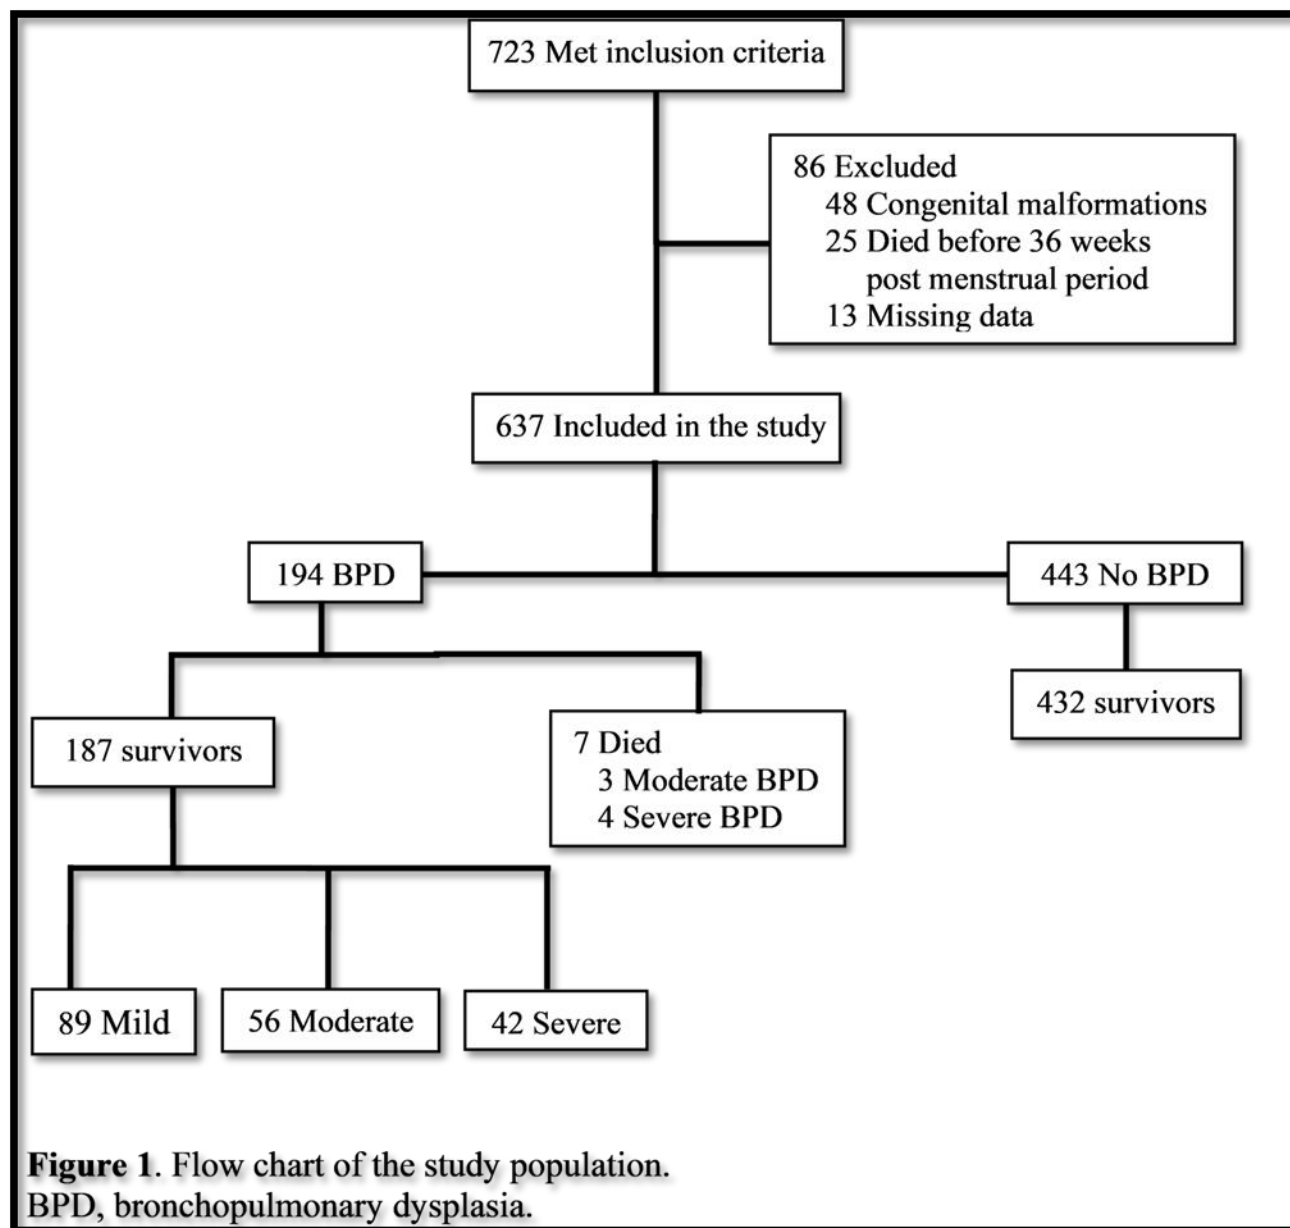 723 Met inclusion criteria
86 Excluded
48 Congenital malformations
25 Died before 36 weeks
post menstrual period
13 Missing data
637 Included in the study
194 BPD
443 No BPD
187 survivors
7 Died
3 Moderate BPD
4 Severe BPD
432 survivors
89 Mild
56 Moderate
42 Severe
Figure 1. Flow chart of the study population.
BPD, bronchopulmonary dysplasia.